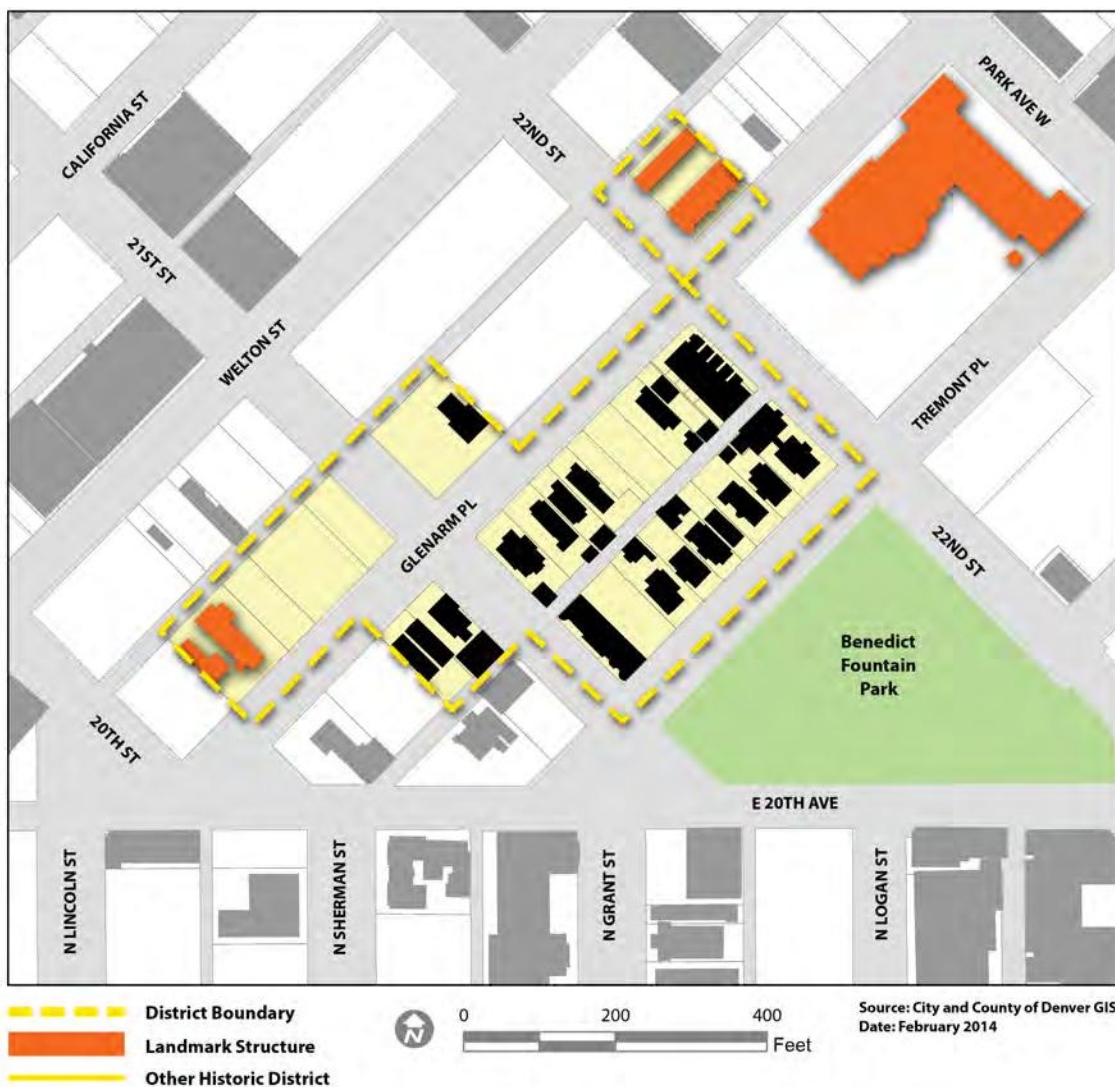 PARK AVE W
CALIFORNIA ST
22ND ST
21ST ST
WELTON ST
TREMONT PL
GLENARM PL
22ND ST
Benedict
Fountain
Park
20TH ST
E 20TH AVE
N LINCOLN ST
N SHERMAN ST
N GRANT ST
N LOGAN ST
District Boundary
Landmark Structure
Other Historic District
N
0 200 400
Feet
Source: City and County of Denver GIS
Date: February 2014